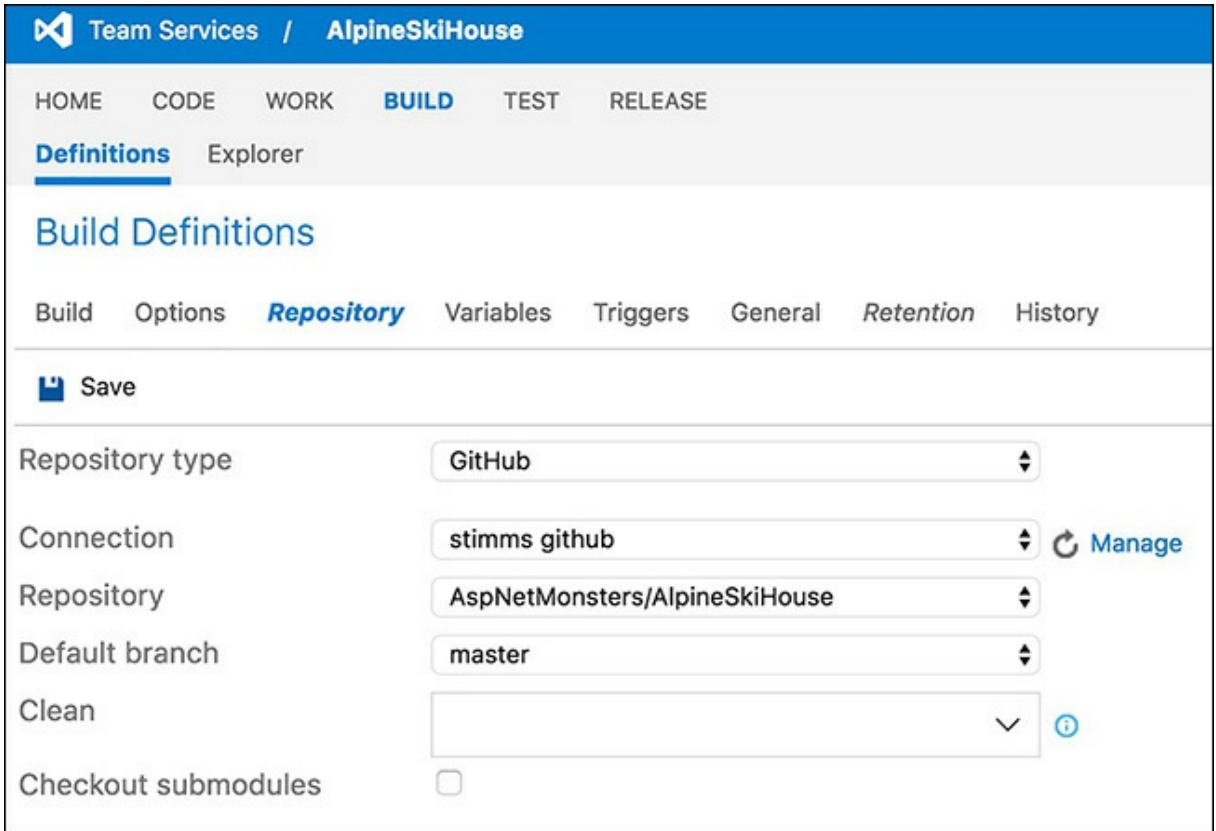 Team Services / AlpineSkiHouse
HOME CODE WORK BUILD TEST RELEASE
Definitions Explorer
Build Definitions
Build Options Repository Variables Triggers General Retention History
Save
Repository type GitHub
Connection stimms github Manage
Repository AspNetMonsters/AlpineSkiHouse
Default branch master
Clean
Checkout submodules